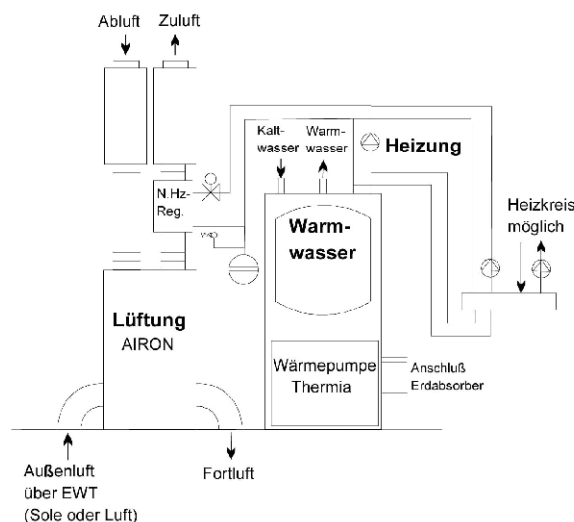 Abluft
Zuluft
Kalt-
wasser
Warm-
wasser
Heizung
N.Hz-
Reg.
Warm-
wasser
Heizkreis
möglich
Lüftung
AIRON
Wärmepumpe
Thermia
Anschluß
Erdabsorber
Außenluft
über EWT
(Sole oder Luft)
Fortluft